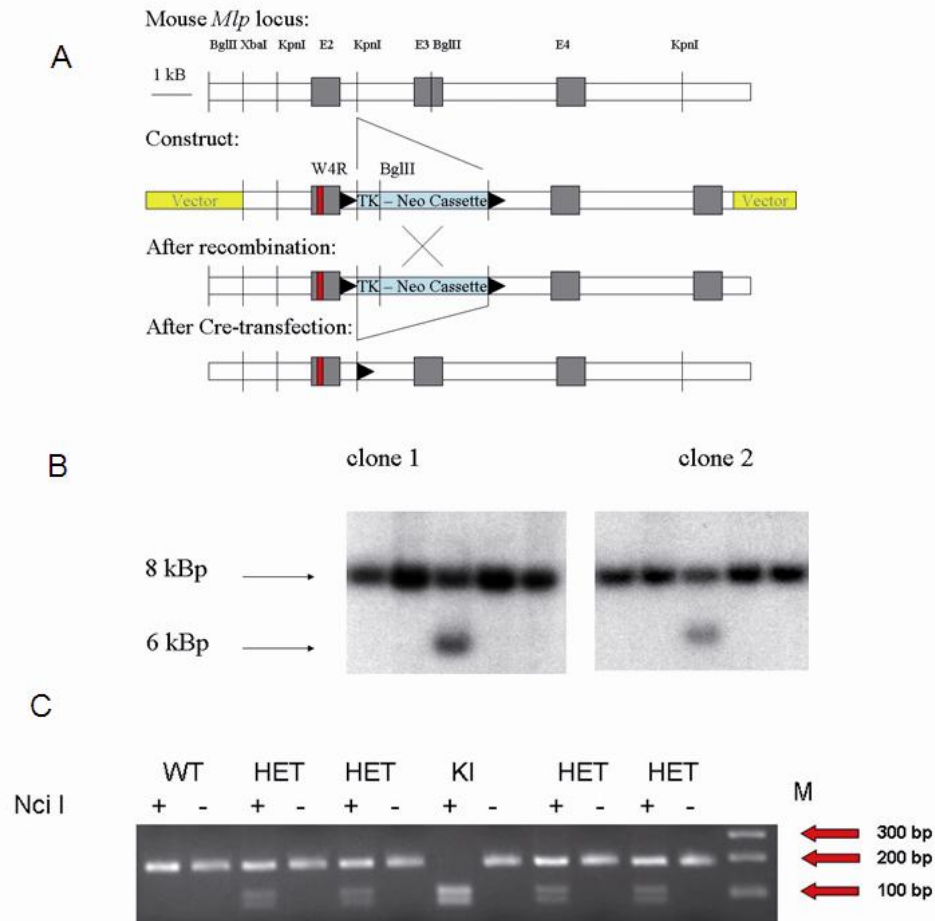 Mouse Mlp locus:
A
BglII XbaI KpnI E2 KpnI E3 BglII E4 KpnI
1 kB
Construct:
W4R BglII
Vector TK – Neo Cassette Vector
After recombination:
TK – Neo Cassette
After Cre-transfection:
B
clone 1 clone 2
8 kBp
6 kBp
C
WT HET HET KI HET HET M
Nci I + - + - + - + - + - + -
300 bp
200 bp
100 bp